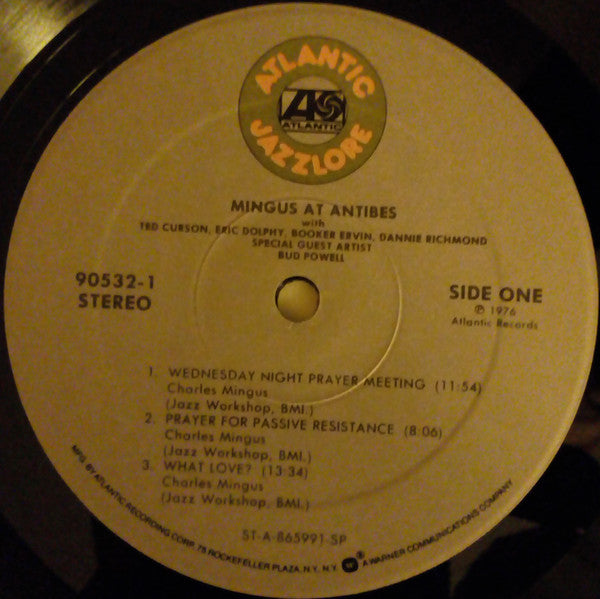 ATLANTIC
ATLANTIC
JAZZLORE
MINGUS AT ANTIBES
with
TED CURSON, ERIC DOLPHY, BOOKER ERVIN, DANNIE RICHMOND
SPECIAL GUEST ARTIST
BUD POWELL
90532-1
STEREO
SIDE ONE
℗ 1976
Atlantic Records
1. WEDNESDAY NIGHT PRAYER MEETING (11:54)
Charles Mingus
(Jazz Workshop, BMI.)
2. PRAYER FOR PASSIVE RESISTANCE (8:06)
Charles Mingus
(Jazz Workshop, BMI.)
3. WHAT LOVE? (13:34)
Charles Mingus
(Jazz Workshop, BMI.)
ST-A-865991-SP
MFG. BY ATLANTIC RECORDING CORP. 75 ROCKEFELLER PLAZA, N.Y. N.Y. A WARNER COMMUNICATIONS COMPANY